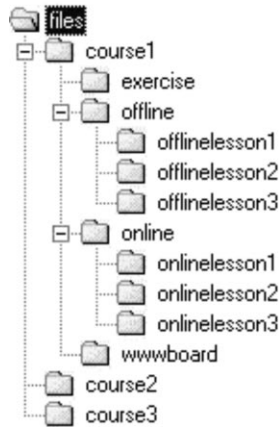 files
course1
exercise
offline
offlinelesson1
offlinelesson2
offlinelesson3
online
onlinelesson1
onlinelesson2
onlinelesson3
wwwboard
course2
course3